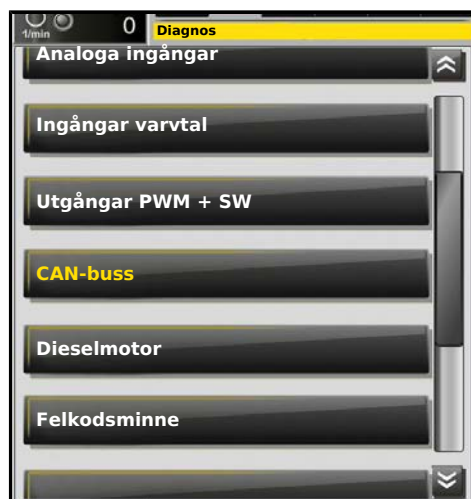 1/min
0
Diagnos
Analoga ingångar
Ingångar varvtal
Utgångar PWM + SW
CAN-buss
Dieselmotor
Felkodsminne